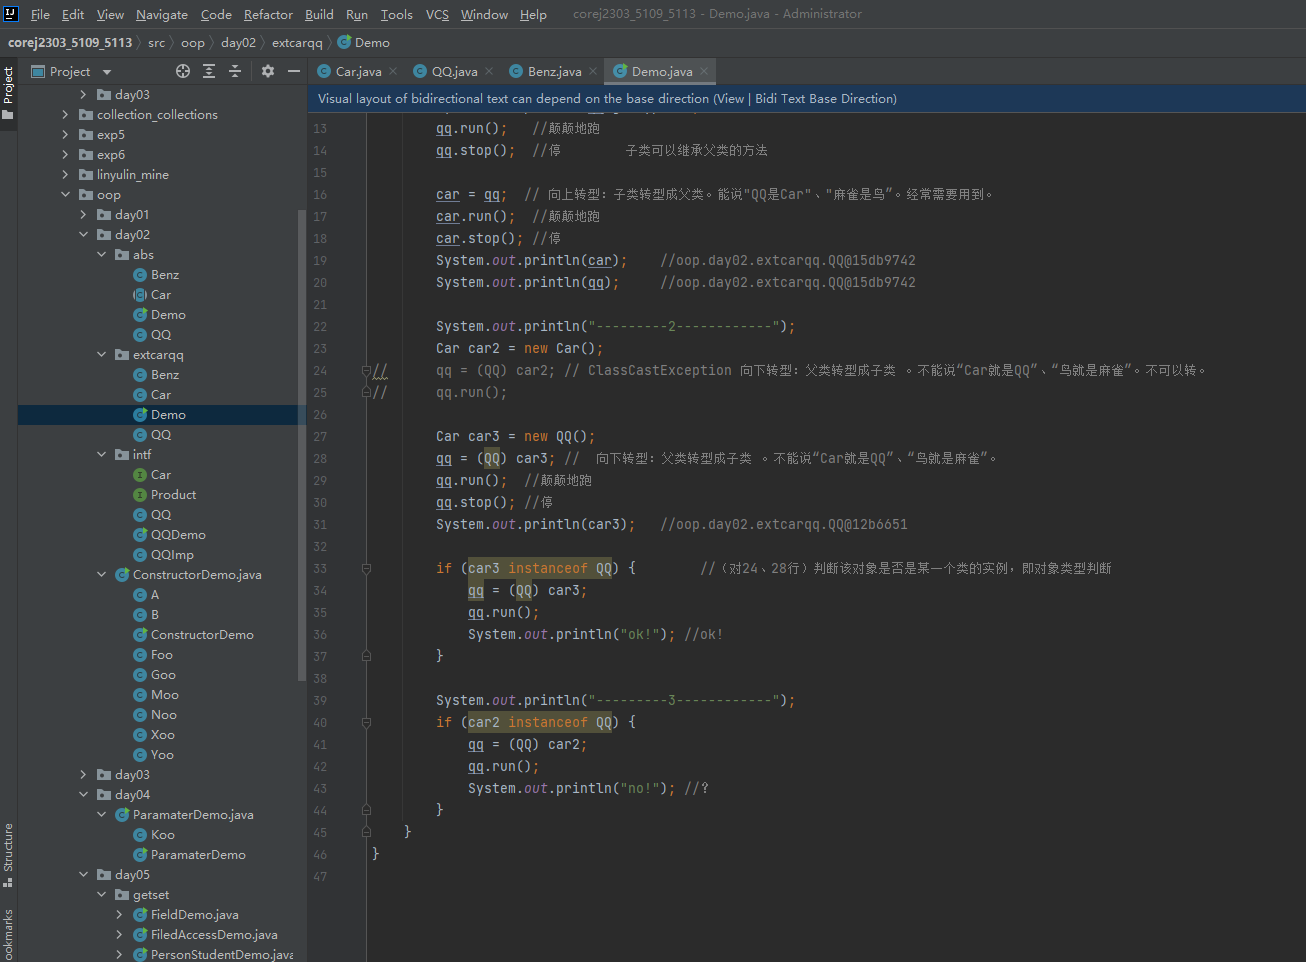 File Edit View Navigate Code Refactor Build Run Tools VCS Window Help corej2303_5109_5113 - Demo.java - Administrator
corej2303_5109_5113 src oop day02 extcarqq Demo
Project
Project
Car.java QQ.java Benz.java Demo.java
Visual layout of bidirectional text can depend on the base direction (View | Bidi Text Base Direction)
day03
collection_collections
exp5
exp6
linyulin_mine
oop
day01
day02
abs
Benz
Car
Demo
QQ
extcarqq
Benz
Car
Demo
QQ
intf
Car
Product
QQ
QQDemo
QQImp
ConstructorDemo.java
A
B
ConstructorDemo
Foo
Goo
Moo
Noo
Xoo
Yoo
day03
day04
ParamaterDemo.java
Koo
ParamaterDemo
day05
getset
FieldDemo.java
FiledAccessDemo.java
PersonStudentDemo.java
Structure
ookmarks
13 qq.run(); //颠颠地跑
14 qq.stop(); //停 子类可以继承父类的方法
15
16 car = qq; // 向上转型：子类转型成父类。能说"QQ是Car"、"麻雀是鸟”。经常需要用到。
17 car.run(); //颠颠地跑
18 car.stop(); //停
19 System.out.println(car); //oop.day02.extcarqq.QQ@15db9742
20 System.out.println(qq); //oop.day02.extcarqq.QQ@15db9742
21
22 System.out.println("---------2------------");
23 Car car2 = new Car();
24 // qq = (QQ) car2; // ClassCastException 向下转型：父类转型成子类 。不能说“Car就是QQ”、“鸟就是麻雀”。不可以转。
25 // qq.run();
26
27 Car car3 = new QQ();
28 qq = (QQ) car3; // 向下转型：父类转型成子类 。不能说“Car就是QQ”、“鸟就是麻雀”。
29 qq.run(); //颠颠地跑
30 qq.stop(); //停
31 System.out.println(car3); //oop.day02.extcarqq.QQ@12b6651
32
33 if (car3 instanceof QQ) { //（对24、28行）判断该对象是否是某一个类的实例，即对象类型判断
34 qq = (QQ) car3;
35 qq.run();
36 System.out.println("ok!"); //ok!
37 }
38
39 System.out.println("---------3------------");
40 if (car2 instanceof QQ) {
41 qq = (QQ) car2;
42 qq.run();
43 System.out.println("no!"); //？
44 }
45 }
46 }
47